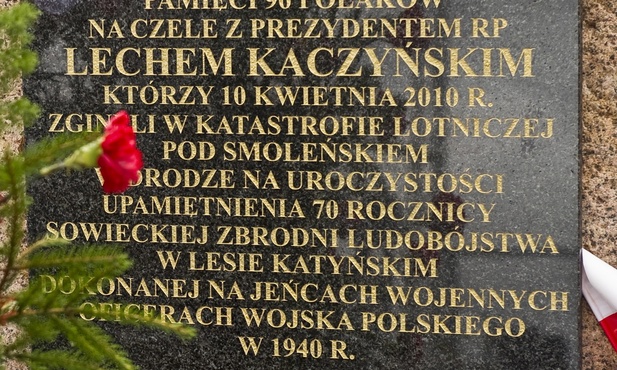 PAMIĘCI 96 POLAKÓW
NA CZELE Z PREZYDENTEM RP
LECHEM KACZYŃSKIM
KTÓRZY 10 KWIETNIA 2010 R.
ZGINĘLI W KATASTROFIE LOTNICZEJ
POD SMOLEŃSKIEM
W DRODZE NA UROCZYSTOŚCI
UPAMIĘTNIENIA 70 ROCZNICY
SOWIECKIEJ ZBRODNI LUDOBÓJSTWA
W LESIE KATYŃSKIM
DOKONANEJ NA JEŃCACH WOJENNYCH
OFICERACH WOJSKA POLSKIEGO
W 1940 R.